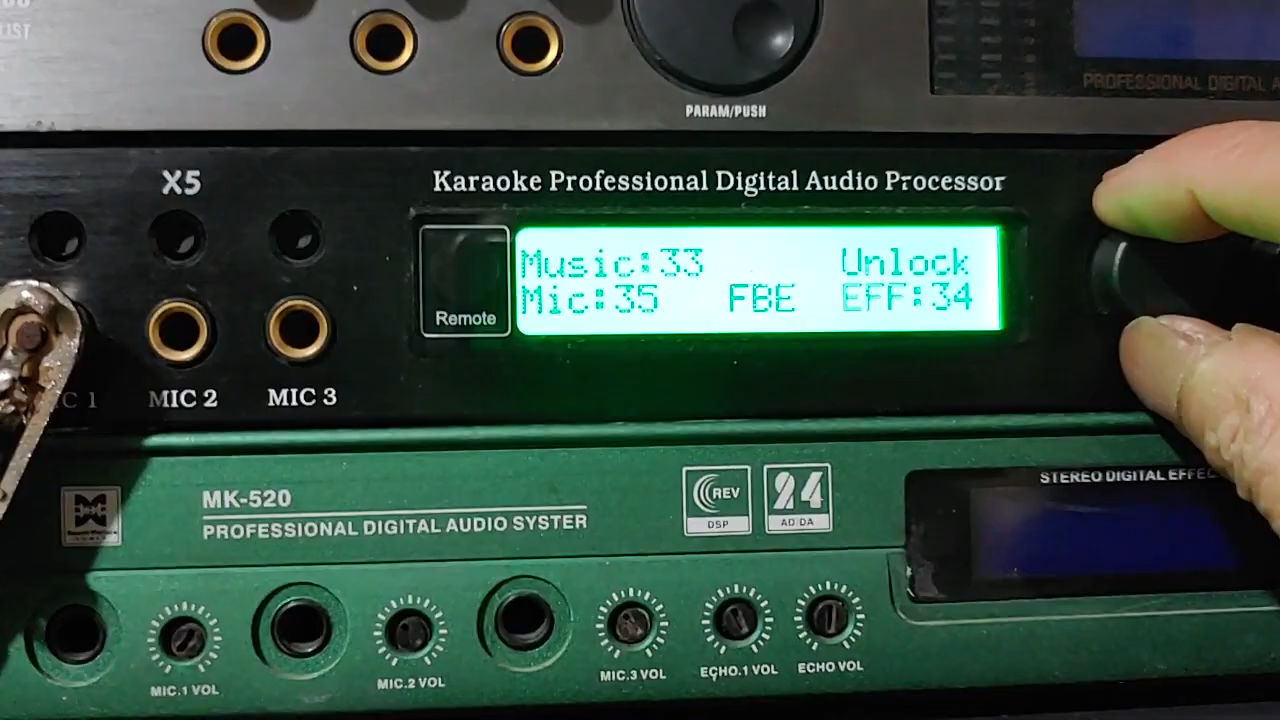 LIST
PARAM/PUSH
PROFESSIONAL DIGITAL A
X5
Karaoke Professional Digital Audio Processor
Music:33 Unlock
Mic:35 FBE EFF:34
Remote
C 1
MIC 2
MIC 3
MK-520
PROFESSIONAL DIGITAL AUDIO SYSTER
REV
DSP
24
AD/DA
STEREO DIGITAL EFFEC
MIC.1 VOL
MIC.2 VOL
MIC.3 VOL
ECHO.1 VOL
ECHO VOL